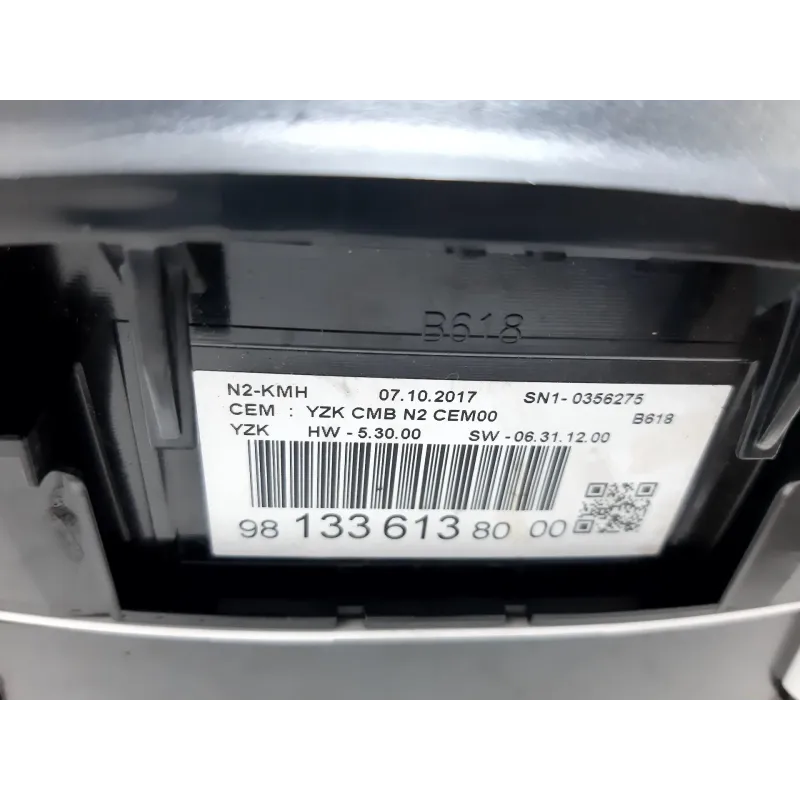 B618
N2-KMH 07.10.2017 SN1- 0356275
CEM : YZK CMB N2 CEM00 B618
YZK HW - 5.30.00 SW - 06.31.12.00
98 133 613 80 00